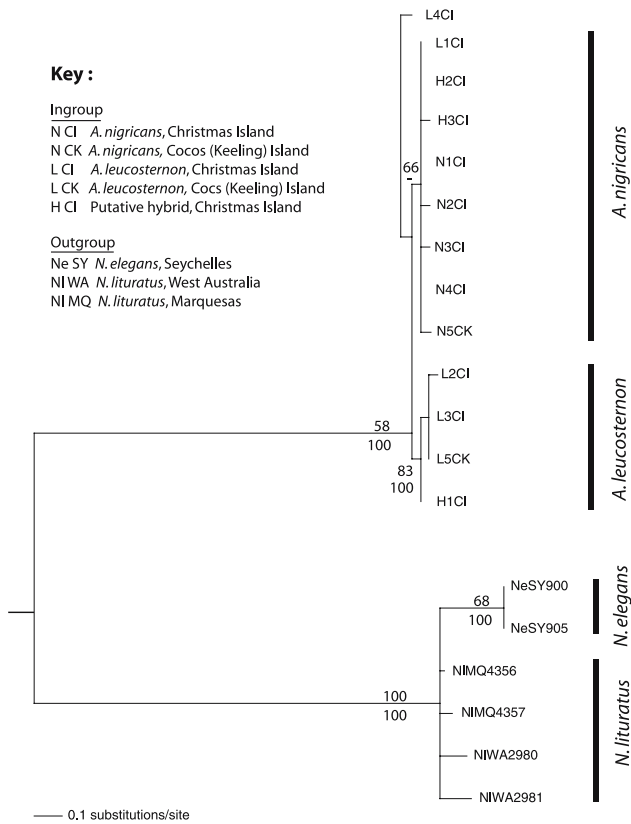 L4CI
L1CI
Key :
H2CI
Ingroup
H3CI
N CI A. nigricans, Christmas Island
N CK A. nigricans, Cocos (Keeling) Island
L CI A. leucosternon, Christmas Island
L CK A. leucosternon, Cocs (Keeling) Island
H CI Putative hybrid, Christmas Island
66
-
N1CI
N2CI
Outgroup
Ne SY N. elegans, Seychelles
Nl WA N. lituratus, West Australia
Nl MQ N. lituratus, Marquesas
N3CI
N4CI
N5CK
A. nigricans
L2CI
L3CI
58
100
L5CK
83
100
H1CI
A. leucosternon
NeSY900
68
100
NeSY905
N. elegans
NlMQ4356
100
100
NlMQ4357
NlWA2980
NlWA2981
N. lituratus
0.1 substitutions/site